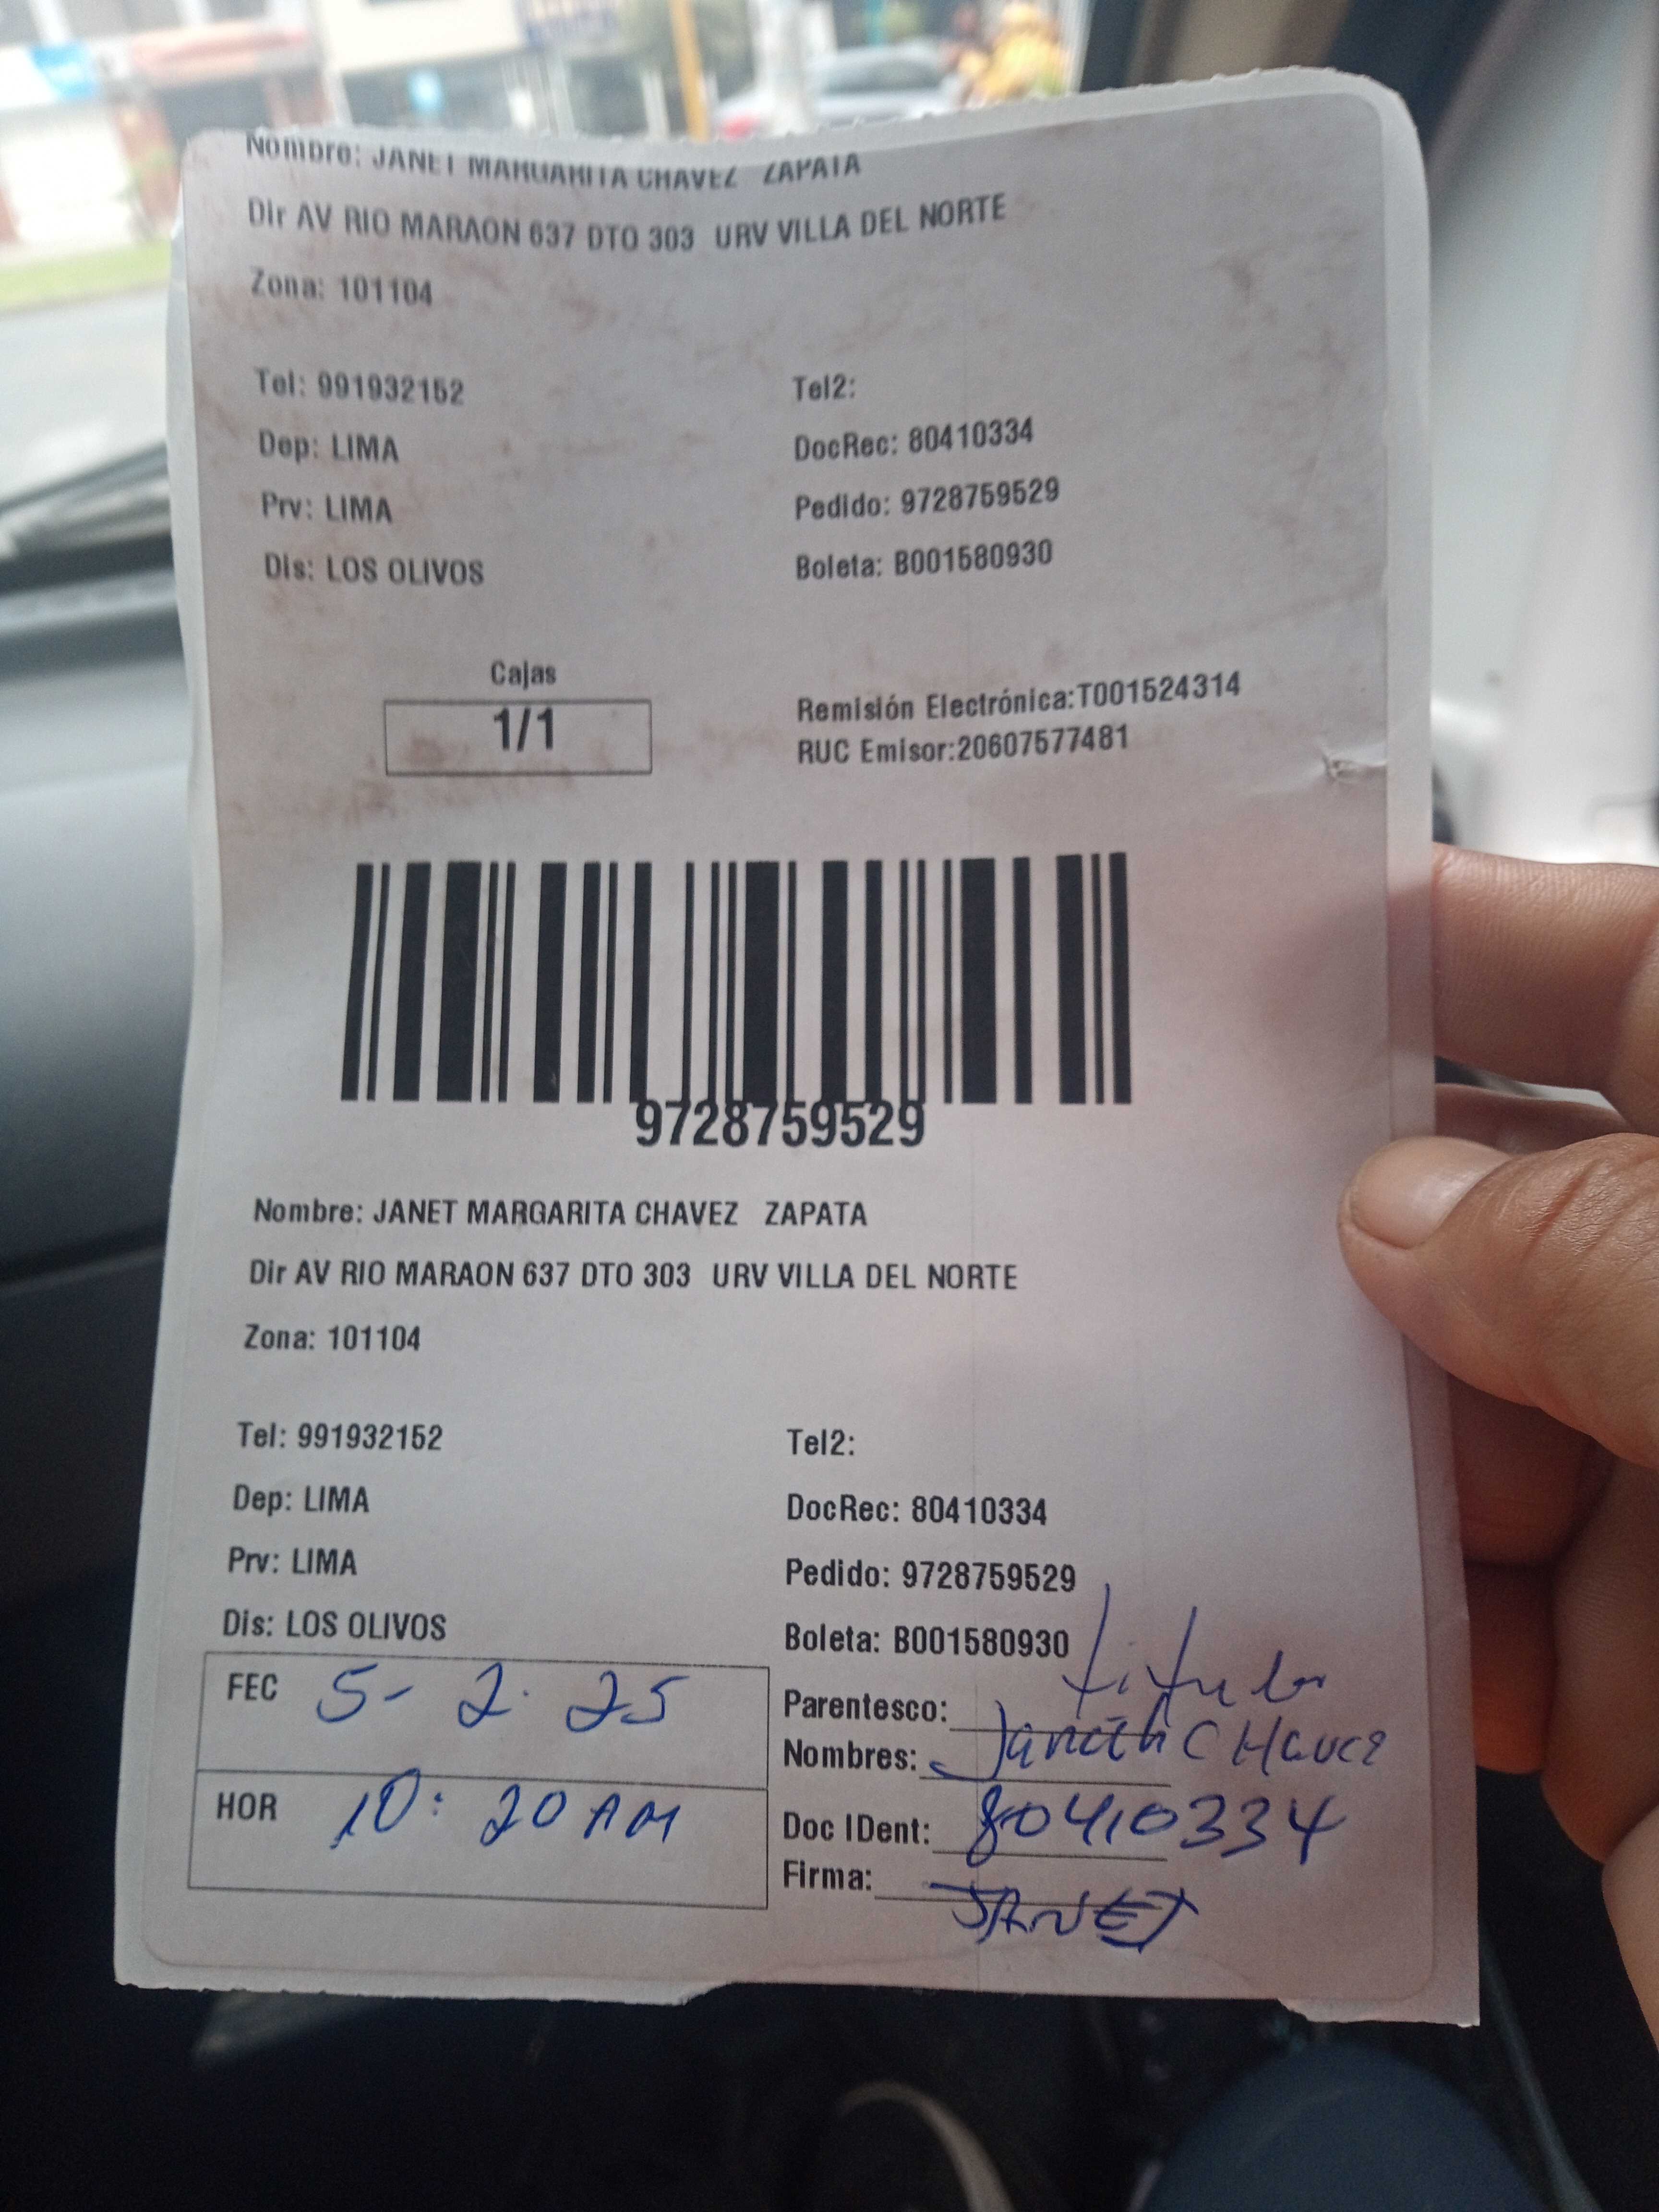 Nombre: JANET MARGARITA CHAVEZ ZAPATA
Dir AV RIO MARAON 637 DTO 303 URV VILLA DEL NORTE
Zona: 101104
Tel: 991932152 Tel2:
Dep: LIMA DocRec: 80410334
Prv: LIMA Pedido: 9728759529
Dis: LOS OLIVOS Boleta: B001580930
Cajas
1/1
Remisión Electrónica:T001524314
RUC Emisor:20607577481
9728759529
Nombre: JANET MARGARITA CHAVEZ ZAPATA
Dir AV RIO MARAON 637 DTO 303 URV VILLA DEL NORTE
Zona: 101104
Tel: 991932152 Tel2:
Dep: LIMA DocRec: 80410334
Prv: LIMA Pedido: 9728759529
Dis: LOS OLIVOS Boleta: B001580930
FEC 5-2.25
Parentesco: titular
Nombres: Janeth CHavez
HOR 10:20 AM
Doc IDent: 80410334
Firma: JANET